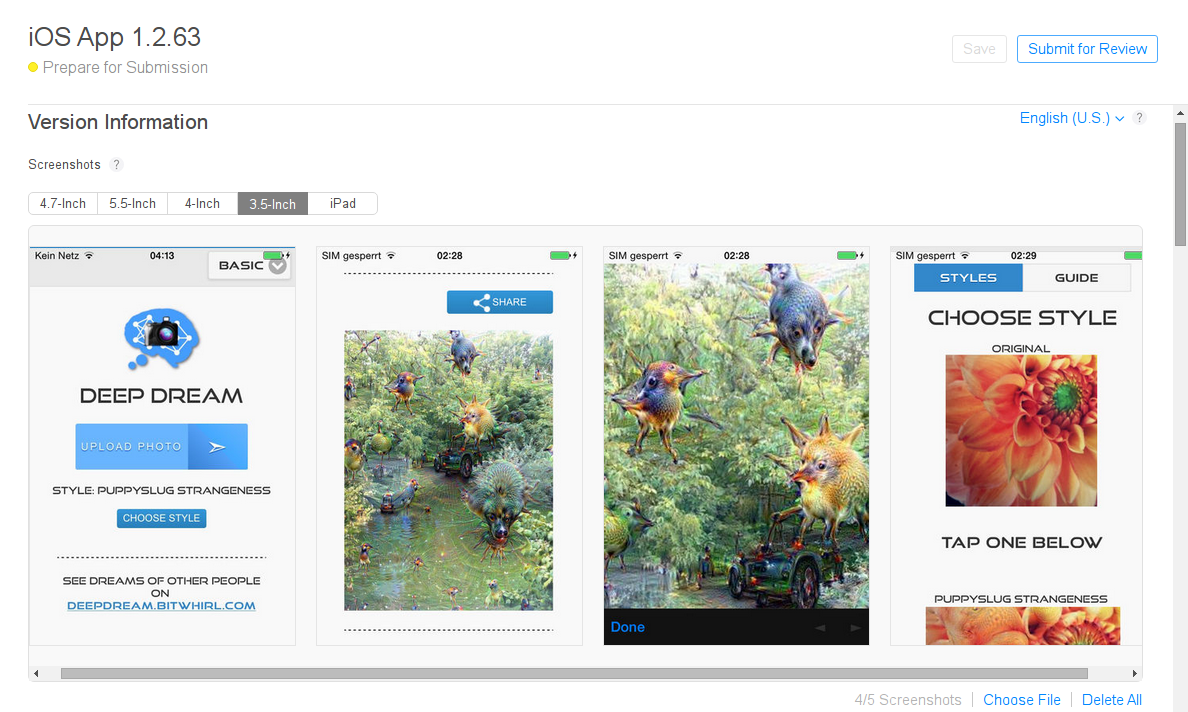 iOS App 1.2.63
Prepare for Submission
Save
Submit for Review
Version Information
English (U.S.)
?
Screenshots ?
4.7-Inch
5.5-Inch
4-Inch
3.5-Inch
iPad
Kein Netz 04:13
BASIC
DEEP DREAM
UPLOAD PHOTO
STYLE: PUPPYSLUG STRANGENESS
CHOOSE STYLE
SEE DREAMS OF OTHER PEOPLE
ON
DEEPDREAM.BITWHIRL.COM
SIM gesperrt 02:28
SHARE
SIM gesperrt 02:28
Done
SIM gesperrt 02:29
STYLES
GUIDE
CHOOSE STYLE
ORIGINAL
TAP ONE BELOW
PUPPYSLUG STRANGENESS
4/5 Screenshots
Choose File
Delete All